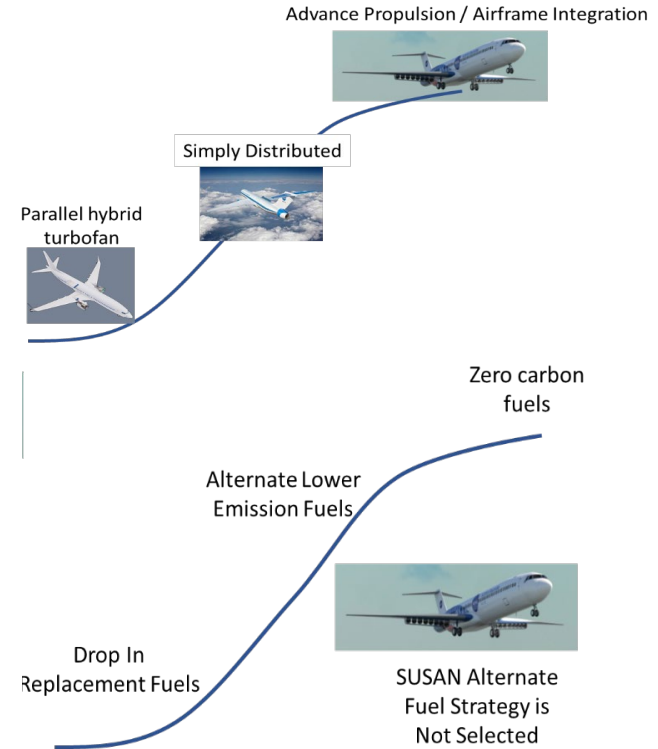 Advance Propulsion / Airframe Integration
Simply Distributed
Parallel hybrid
turbofan
Zero carbon
fuels
Alternate Lower
Emission Fuels
Drop In
Replacement Fuels
SUSAN Alternate
Fuel Strategy is
Not Selected